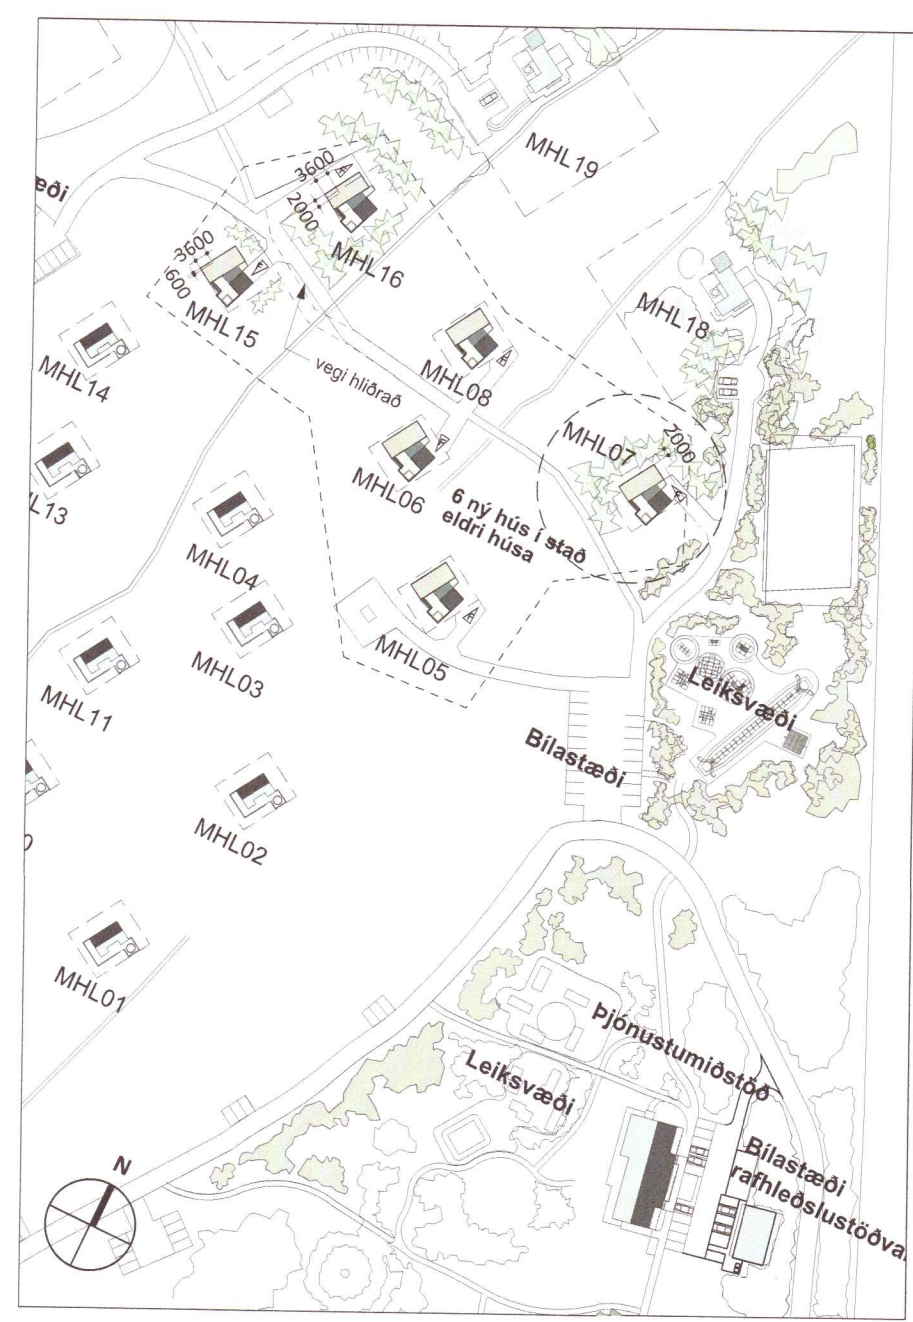 MHL19
æði
3600
2000
MHL16
3600
600
MHL15
MHL18
MHL14
vegi hliðrað
MHL08
MHL07
2000
MHL06
6 ný hús í stað
eldri húsa
L13
MHL04
MHL05
MHL03
Leiksvæði
MHL11
Bílastæði
MHL02
MHL01
Þjónustumiðstöð
Leiksvæði
Bílastæði
rafhleðslustöðva
N